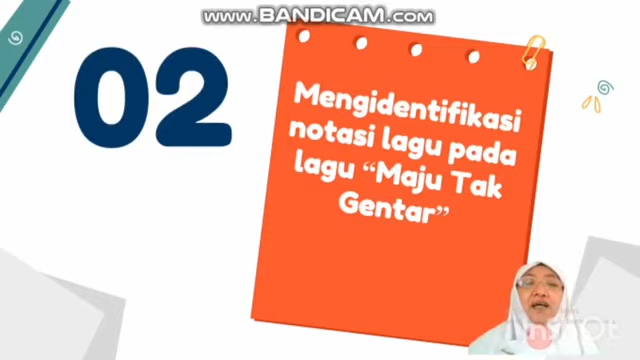 www.BANDICAM.com
02
Mengidentifikasi
notasi lagu pada
lagu “Maju Tak
Gentar”